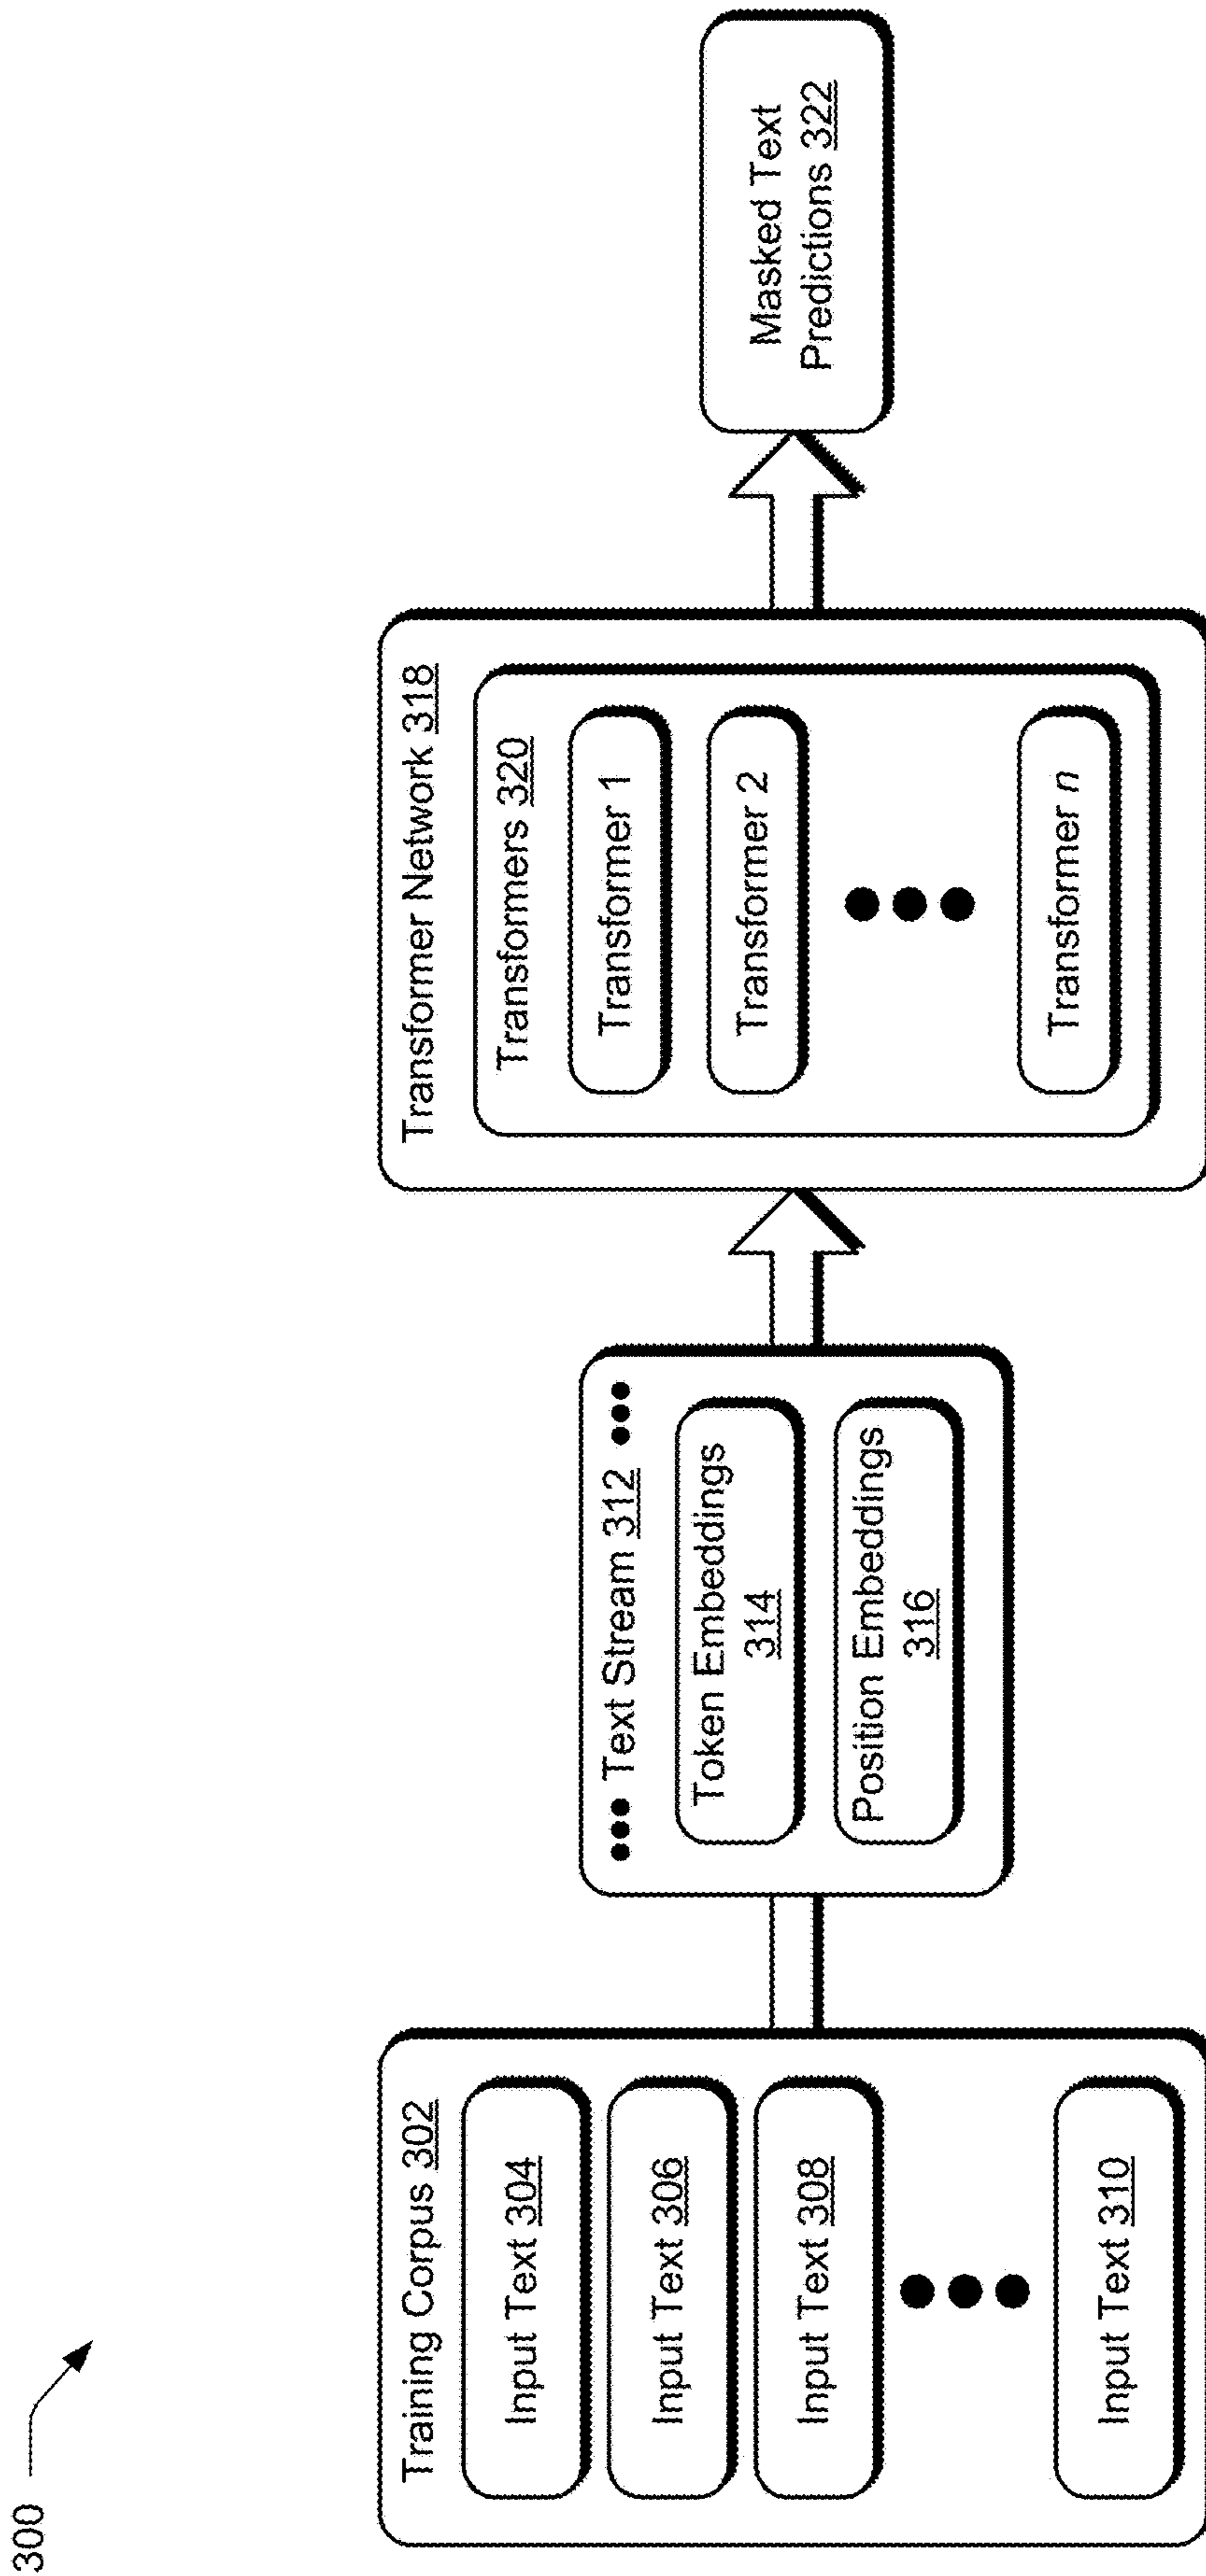 300
Training Corpus 302
Input Text 304
Input Text 306
Input Text 308
Input Text 310
Text Stream 312
Token Embeddings
314
Position Embeddings
316
Transformer Network 318
Transformers 320
Transformer 1
Transformer 2
Transformer n
Masked Text
Predictions 322